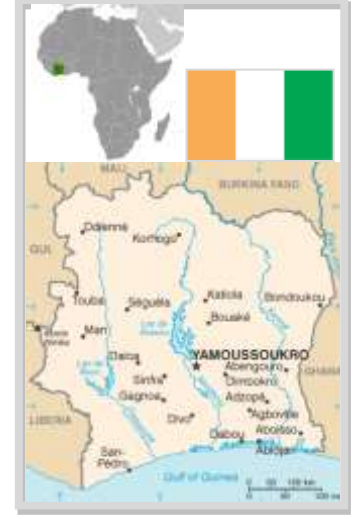 MALI
BURKINA FASO
Odienné
Korhogo
GUI.
Touba
Séguéla
Katiola
Bondoukou
Bouaké
Man
YAMOUSSOUKRO
Daloa
Abengourou
Sinfra
Dimbokro
GHANA
Gagnoa
Adzopé
LIBERIA
Agboville
Divo
Aboisso
Dabou
San-
Pédro
Abidjan
Gulf of Guinea